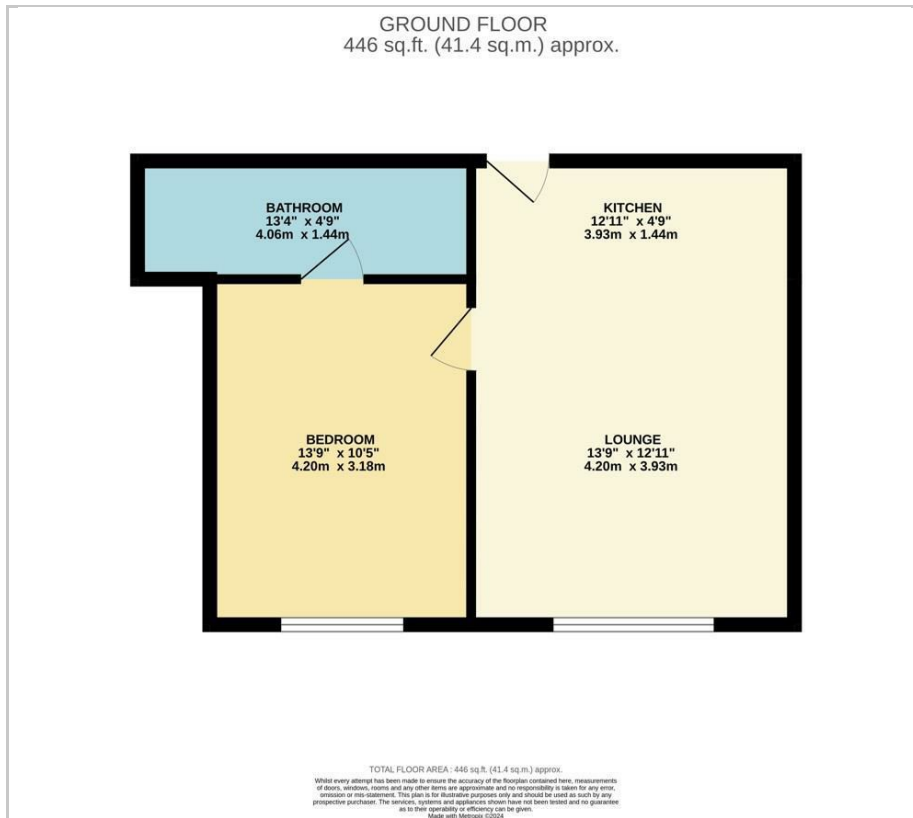 GROUND FLOOR
446 sq.ft. (41.4 sq.m.) approx.
BATHROOM
13'4" x 4'9"
4.06m x 1.44m
KITCHEN
12'11" x 4'9"
3.93m x 1.44m
BEDROOM
13'9" x 10'5"
4.20m x 3.18m
LOUNGE
13'9" x 12'11"
4.20m x 3.93m
TOTAL FLOOR AREA : 446 sq.ft. (41.4 sq.m.) approx.
Whilst every attempt has been made to ensure the accuracy of the floorplan contained here, measurements
of doors, windows, rooms and any other items are approximate and no responsibility is taken for any error,
omission or mis-statement. This plan is for illustrative purposes only and should be used as such by any
prospective purchaser. The services, systems and appliances shown have not been tested and no guarantee
as to their operability or efficiency can be given.
Made with Metropix ©2024